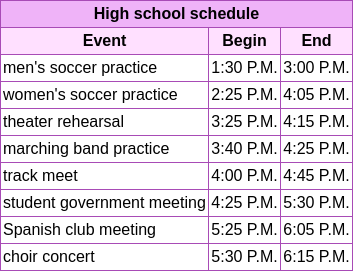 High school schedule
Event Begin End
men's soccer practice 1:30 P.M. 3:00 P.M.
women's soccer practice 2:25 P.M. 4:05 P.M.
theater rehearsal 3:25 P.M. 4:15 P.M.
marching band practice 3:40 P.M. 4:25 P.M.
track meet 4:00 P.M. 4:45 P.M.
student government meeting 4:25 P.M. 5:30 P.M.
Spanish club meeting 5:25 P.M. 6:05 P.M.
choir concert 5:30 P.M. 6:15 P.M.